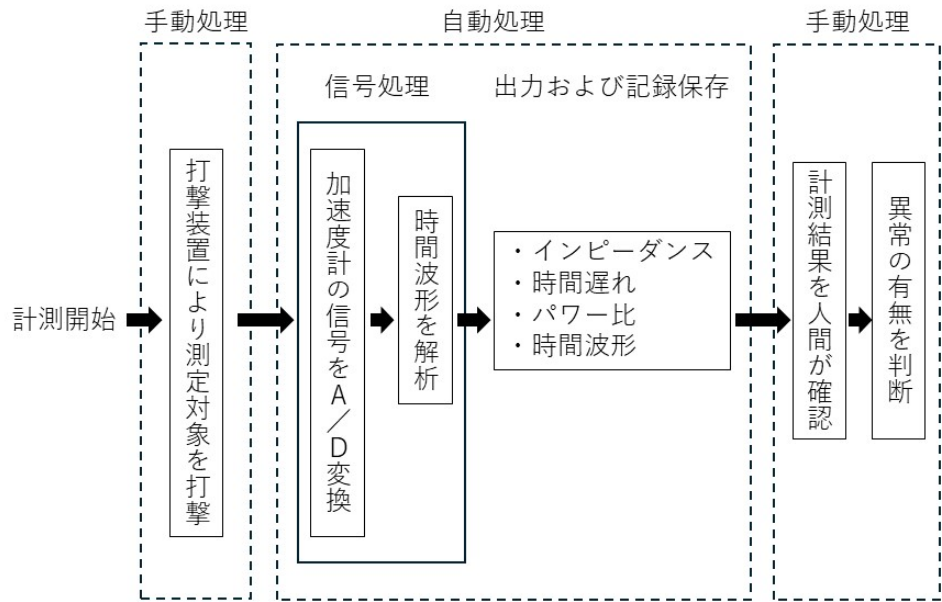 手動処理
自動処理
手動処理
信号処理
出力および記録保存
計測開始
打撃装置により測定対象を打撃
加速度計の信号をA／D変換
時間波形を解析
・インピーダンス
・時間遅れ
・パワー比
・時間波形
計測結果を人間が確認
異常の有無を判断